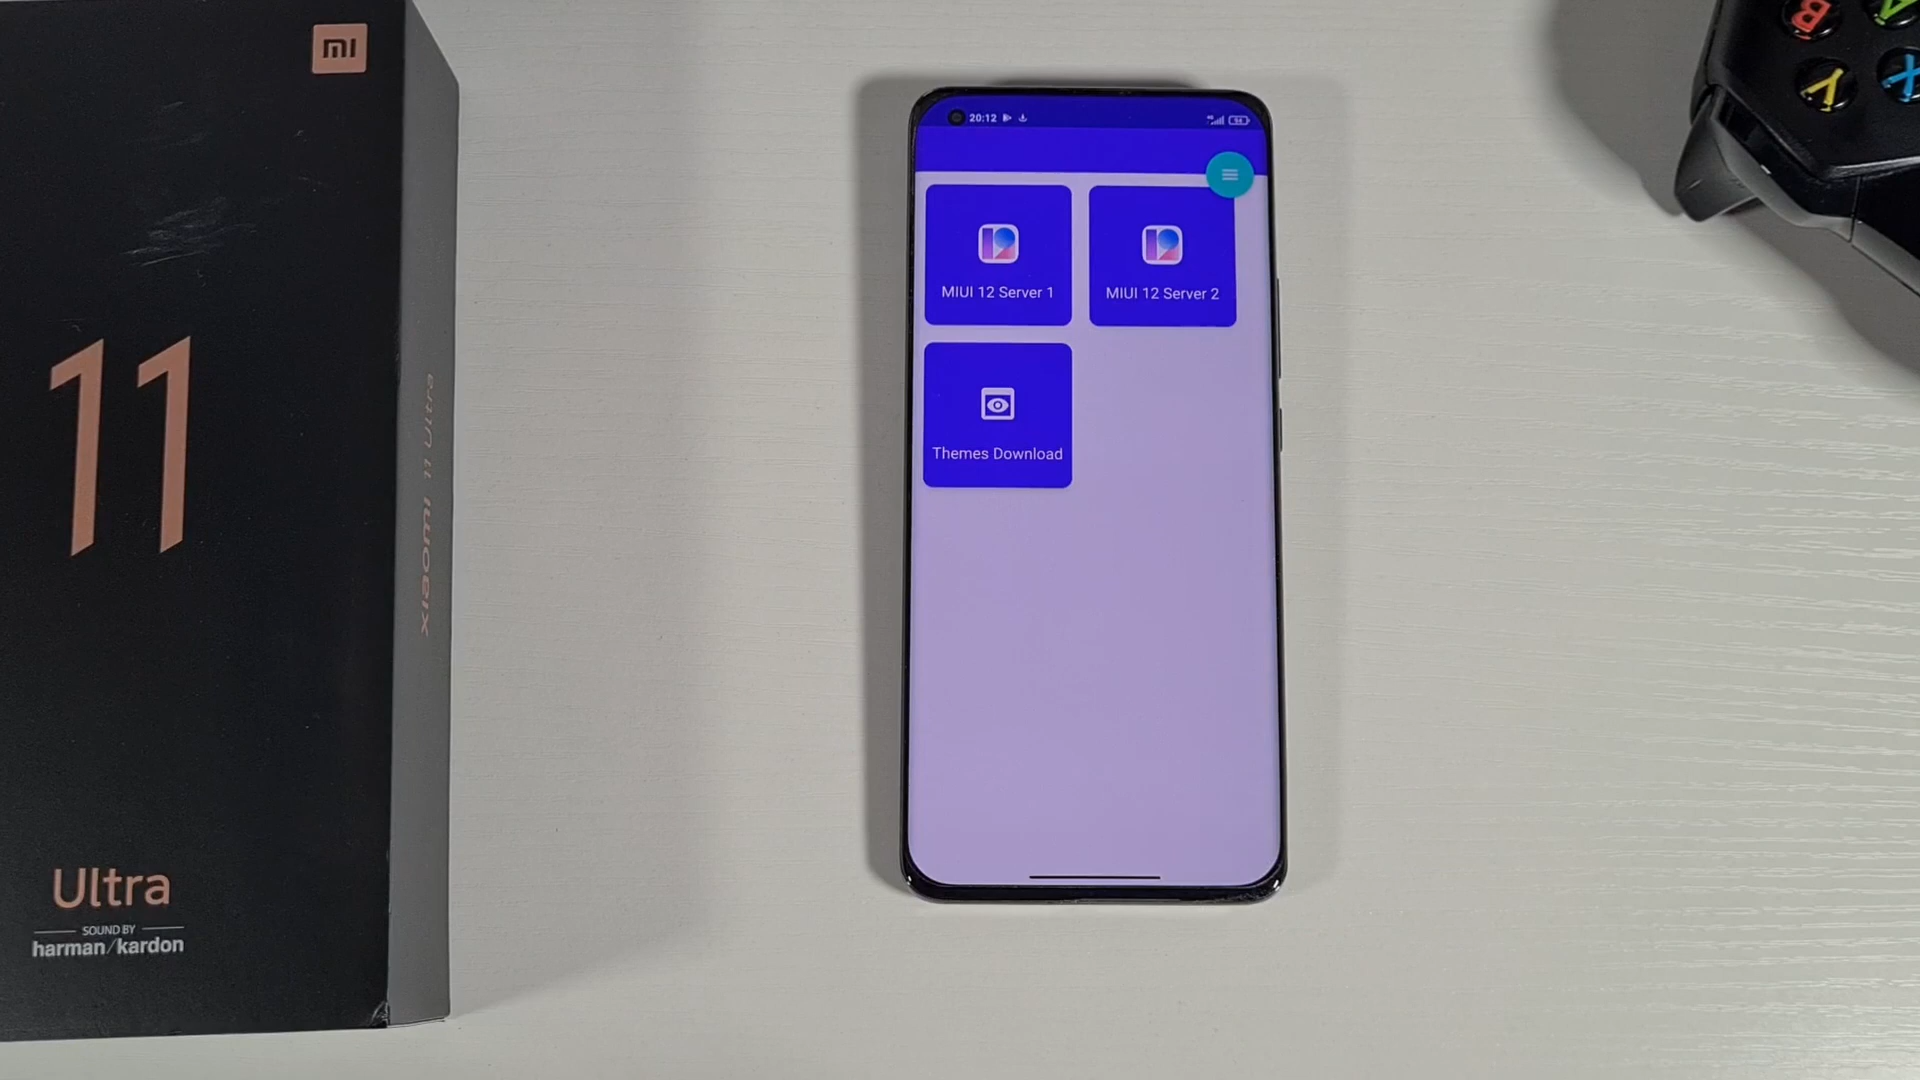 mi
11
Ultra
SOUND BY
harman/kardon
xiaomi 11 Ultra
20:12
94
MIUI 12 Server 1
MIUI 12 Server 2
Themes Download
B
A
Y
X